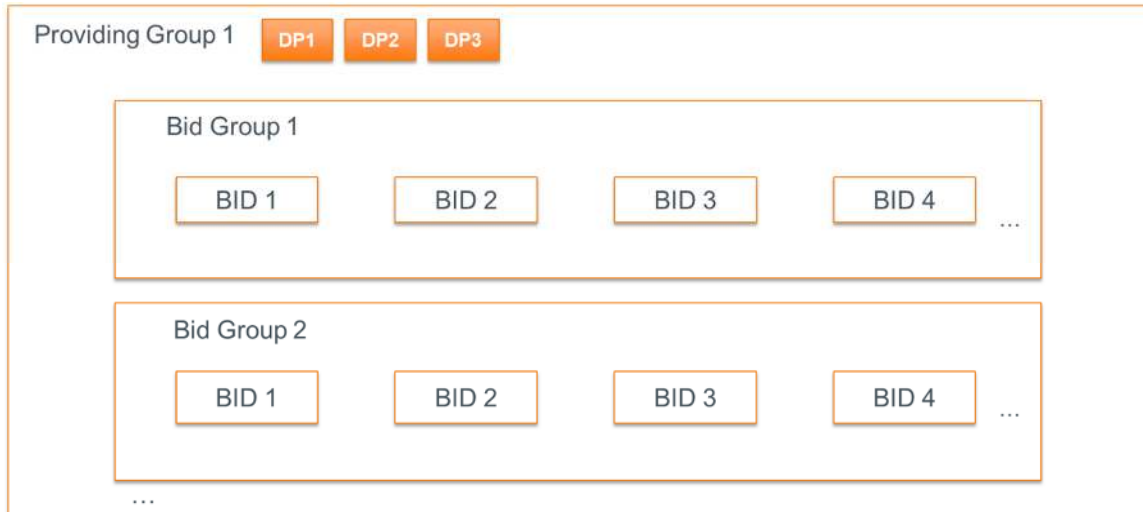 Providing Group 1 DP1 DP2 DP3
Bid Group 1
BID 1 BID 2 BID 3 BID 4 ...
Bid Group 2
BID 1 BID 2 BID 3 BID 4 ...
...